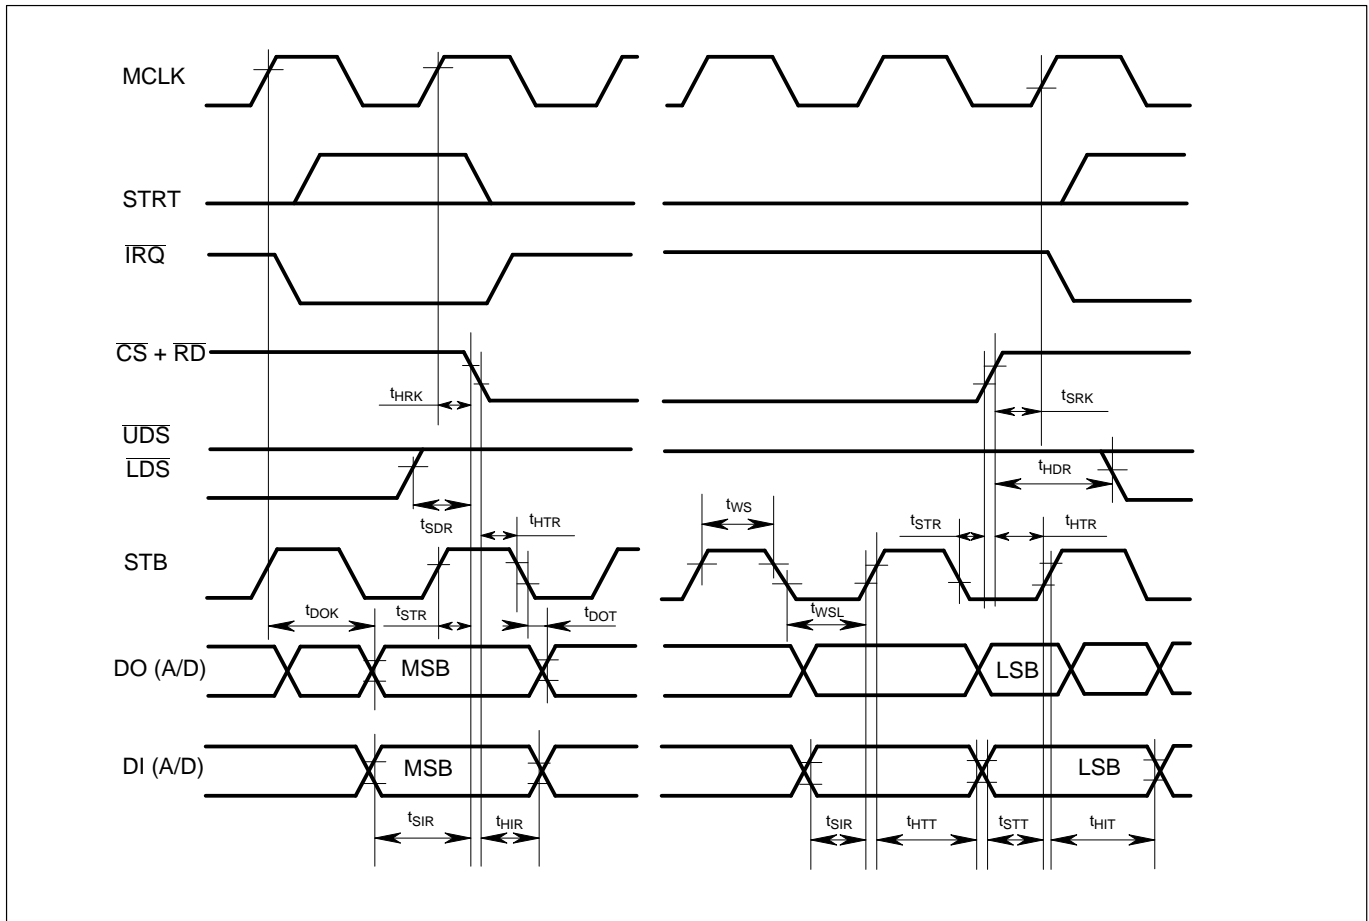 MCLK
STRT
IRQ
CS + RD
tHRK
tSRK
UDS
LDS
tHDR
tSDR
tHTR
tWS
tSTR
tHTR
STB
tDOK
tSTR
tDOT
tWSL
DO (A/D)
MSB
LSB
DI (A/D)
MSB
LSB
tSIR
tHIR
tSIR
tHTT
tSTT
tHIT